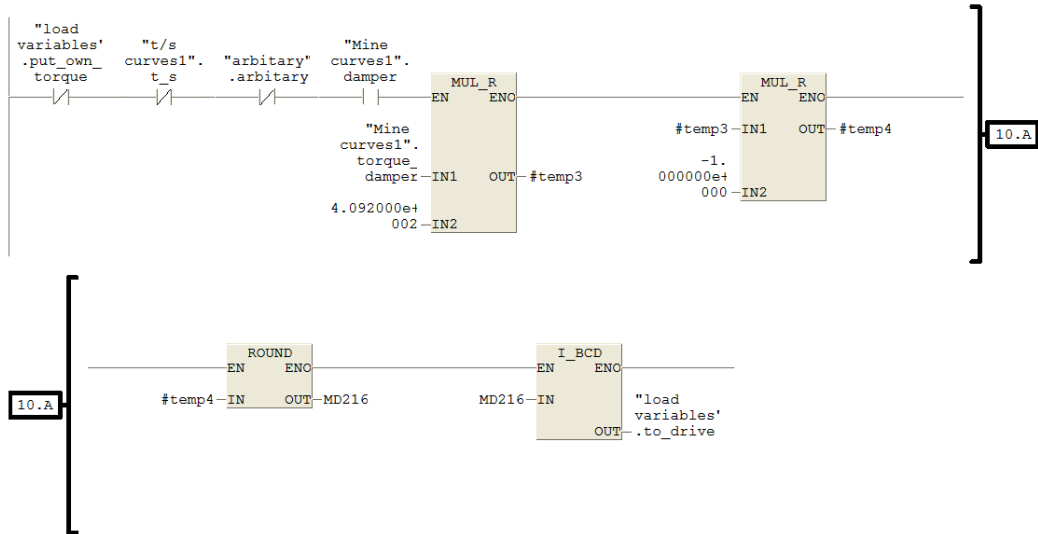 "load
variables'
.put_own_
torque
"t/s
curves1".
t_s
"arbitary"
.arbitary
"Mine
curves1".
damper
MUL_R
EN ENO
"Mine
curves1".
torque_
damper IN1 OUT #temp3
4.092000e+
002 IN2
MUL_R
EN ENO
#temp3 IN1 OUT #temp4
-1.
000000e+
000 IN2
10.A
10.A
ROUND
EN ENO
#temp4 IN OUT MD216
I_BCD
EN ENO
MD216 IN
"load
variables'
OUT .to_drive